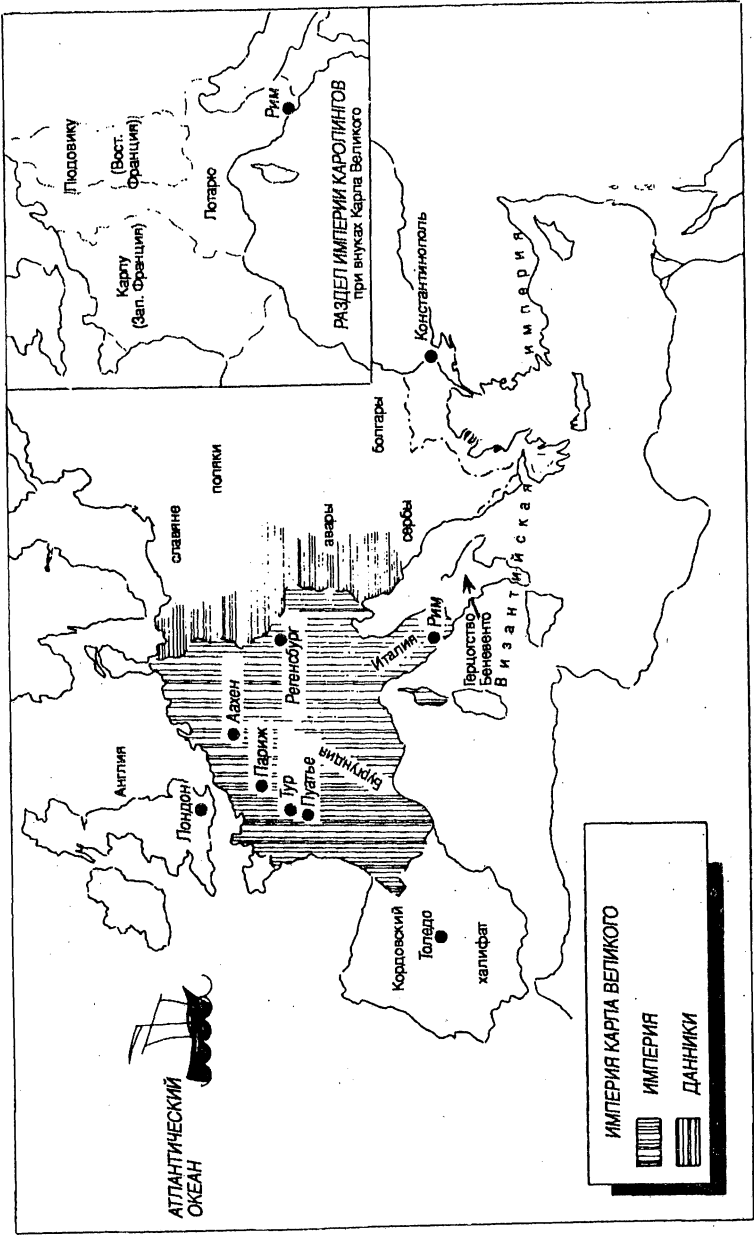 АТЛАНТИЧЕСКИЙ
ОКЕАН
Англия
Лондон
Аахен
Париж
Тур
Пуатье
Бургундия
Регенсбург
Италия
Рим
славяне
поляки
авары
сербы
болгары
Константинополь
Герцогство
Беневенто
Византийская
империя
Кордовский
Толедо
халифат
ИМПЕРИЯ КАРЛА ВЕЛИКОГО
ИМПЕРИЯ
ДАННИКИ
Карлу
(Зап. Франция)
Людовику
(Вост.
Франция)
Лотарю
Рим
РАЗДЕЛ ИМПЕРИИ КАРОЛИНГОВ
при внуках Карла Великого